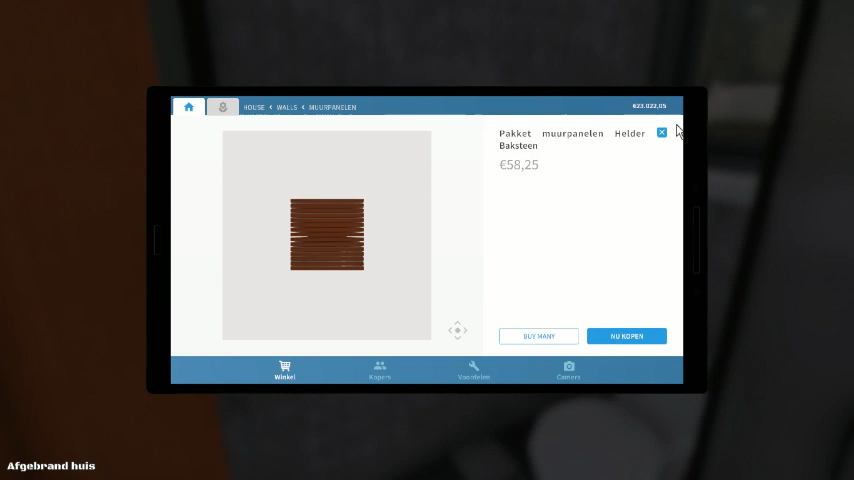 HOUSE < WALLS < MUURPANELEN
€23.022,05
Pakket muurpanelen Helder
Baksteen
€58,25
BUY MANY
NU KOPEN
Winkel
Kopers
Voordelen
Camera
Afgebrand huis